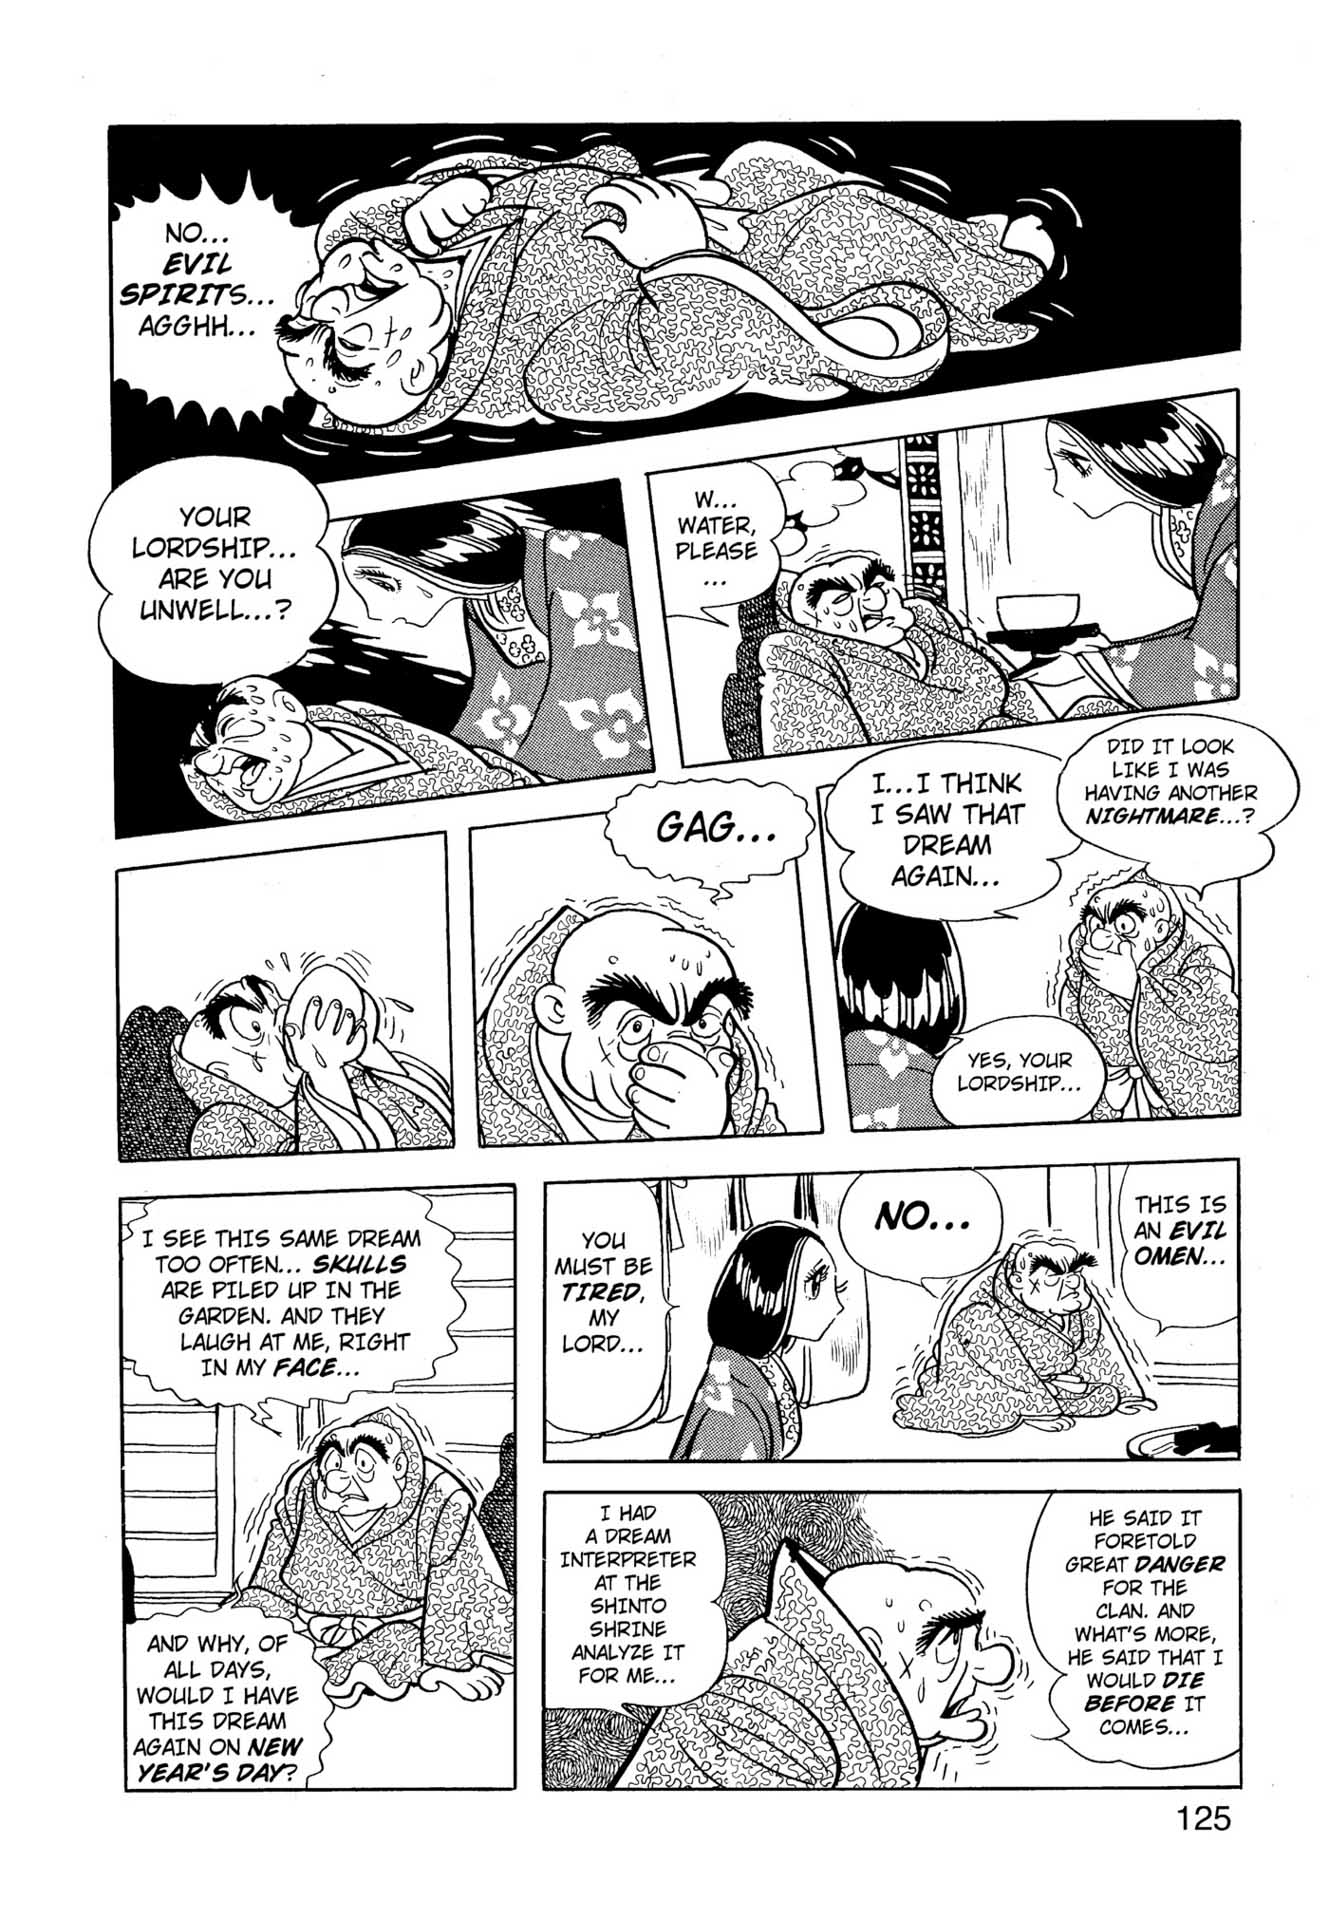 NO...
EVIL
SPIRITS...
AGGHH...
YOUR
LORDSHIP...
ARE YOU
UNWELL...?
W...
WATER,
PLEASE
...
GAG...
I...I THINK
I SAW THAT
DREAM
AGAIN...
DID IT LOOK
LIKE I WAS
HAVING ANOTHER
NIGHTMARE...?
YES, YOUR
LORDSHIP...
I SEE THIS SAME DREAM
TOO OFTEN... SKULLS
ARE PILED UP IN THE
GARDEN. AND THEY
LAUGH AT ME, RIGHT
IN MY FACE...
AND WHY, OF
ALL DAYS,
WOULD I HAVE
THIS DREAM
AGAIN ON NEW
YEAR'S DAY?
YOU
MUST BE
TIRED,
MY
LORD...
NO...
THIS IS
AN EVIL
OMEN...
I HAD
A DREAM
INTERPRETER
AT THE
SHINTO
SHRINE
ANALYZE IT
FOR ME...
HE SAID IT
FORETOLD
GREAT DANGER
FOR THE
CLAN. AND
WHAT'S MORE,
HE SAID THAT I
WOULD DIE
BEFORE IT
COMES...
125